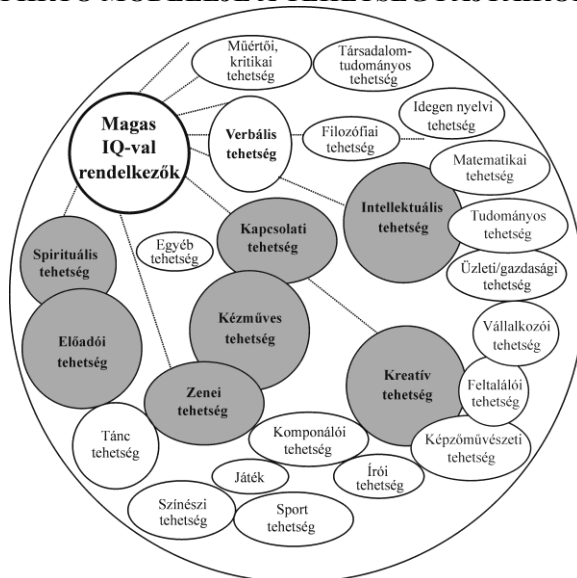 Műértői,
kritikai
tehetség
Társadalom-
tudományos
tehetség
Magas
IQ-val
rendelkezők
Verbális
tehetség
Filozófiai
tehetség
Idegen nyelvi
tehetség
Matematikai
tehetség
Intellektuális
tehetség
Tudományos
tehetség
Spirituális
tehetség
Egyéb
tehetség
Kapcsolati
tehetség
Üzleti/gazdasági
tehetség
Előadói
tehetség
Kézműves
tehetség
Vállalkozói
tehetség
Zenei
tehetség
Kreatív
tehetség
Feltalálói
tehetség
Tánc
tehetség
Komponálói
tehetség
Képzőművészeti
tehetség
Játék
Írói
tehetség
Színészi
tehetség
Sport
tehetség